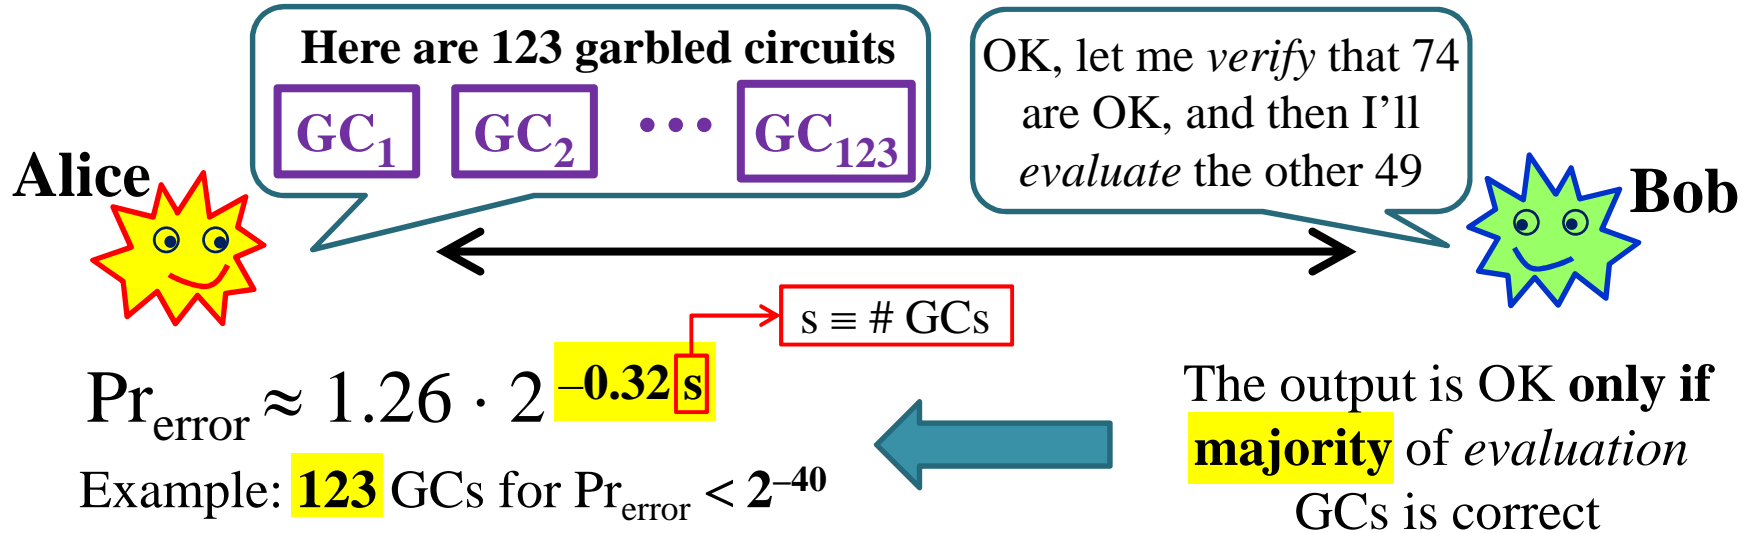 Here are 123 garbled circuits
GC₁ GC₂ ••• GC₁₂₃
OK, let me verify that 74
are OK, and then I’ll
evaluate the other 49
Alice
Bob
s ≡ # GCs
Prₑᵣᵣₒᵣ ≈ 1.26 · 2^–0.32 s
Example: 123 GCs for Prₑᵣᵣₒᵣ < 2^–40
The output is OK only if
majority of evaluation
GCs is correct